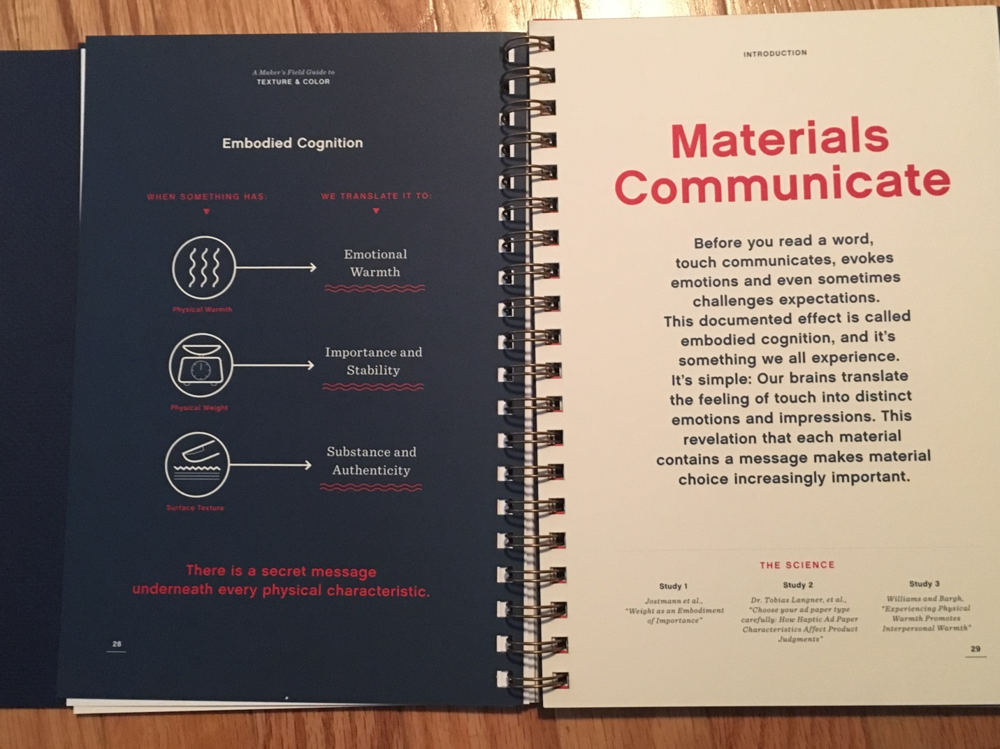 A Maker's Field Guide to
TEXTURE & COLOR
Embodied Cognition
WHEN SOMETHING HAS:
WE TRANSLATE IT TO:
Physical Warmth
Emotional
Warmth
Physical Weight
Importance and
Stability
Surface Texture
Substance and
Authenticity
There is a secret message
underneath every physical characteristic.
28
INTRODUCTION
Materials
Communicate
Before you read a word,
touch communicates, evokes
emotions and even sometimes
challenges expectations.
This documented effect is called
embodied cognition, and it's
something we all experience.
It's simple: Our brains translate
the feeling of touch into distinct
emotions and impressions. This
revelation that each material
contains a message makes material
choice increasingly important.
THE SCIENCE
Study 1
Jostmann et al.,
"Weight as an Embodiment
of Importance"
Study 2
Dr. Tobias Langner, et al.,
"Choose your ad paper type
carefully: How Haptic Ad Paper
Characteristics Affect Product
Judgments"
Study 3
Williams and Bargh,
"Experiencing Physical
Warmth Promotes
Interpersonal Warmth"
29